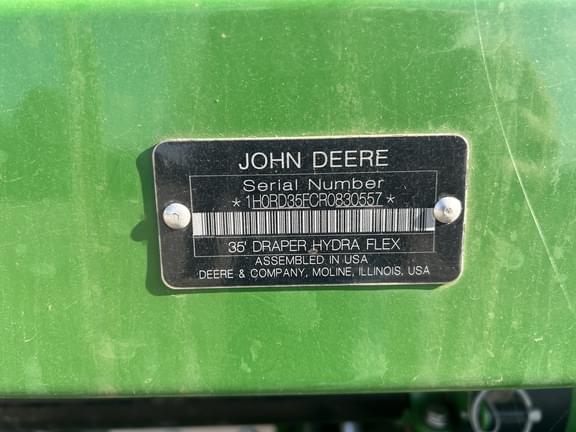 JOHN DEERE
Serial Number
*1H0RD35FCR0830557*
35' DRAPER HYDRA FLEX
ASSEMBLED IN USA
DEERE & COMPANY, MOLINE, ILLINOIS, USA